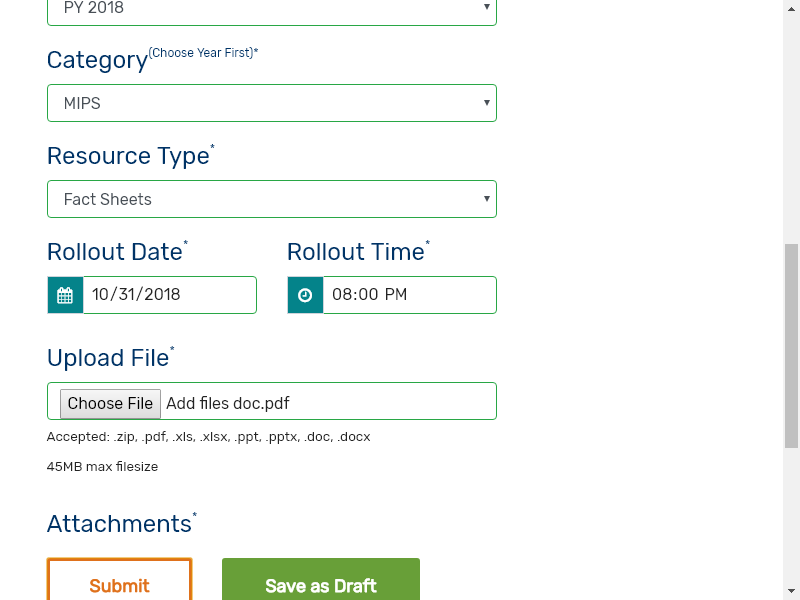 PY 2018
Category(Choose Year First)*
MIPS
Resource Type*
Fact Sheets
Rollout Date* Rollout Time*
10/31/2018 08:00 PM
Upload File*
Choose File Add files doc.pdf
Accepted: .zip, .pdf, .xls, .xlsx, .ppt, .pptx, .doc, .docx
45MB max filesize
Attachments*
Submit Save as Draft